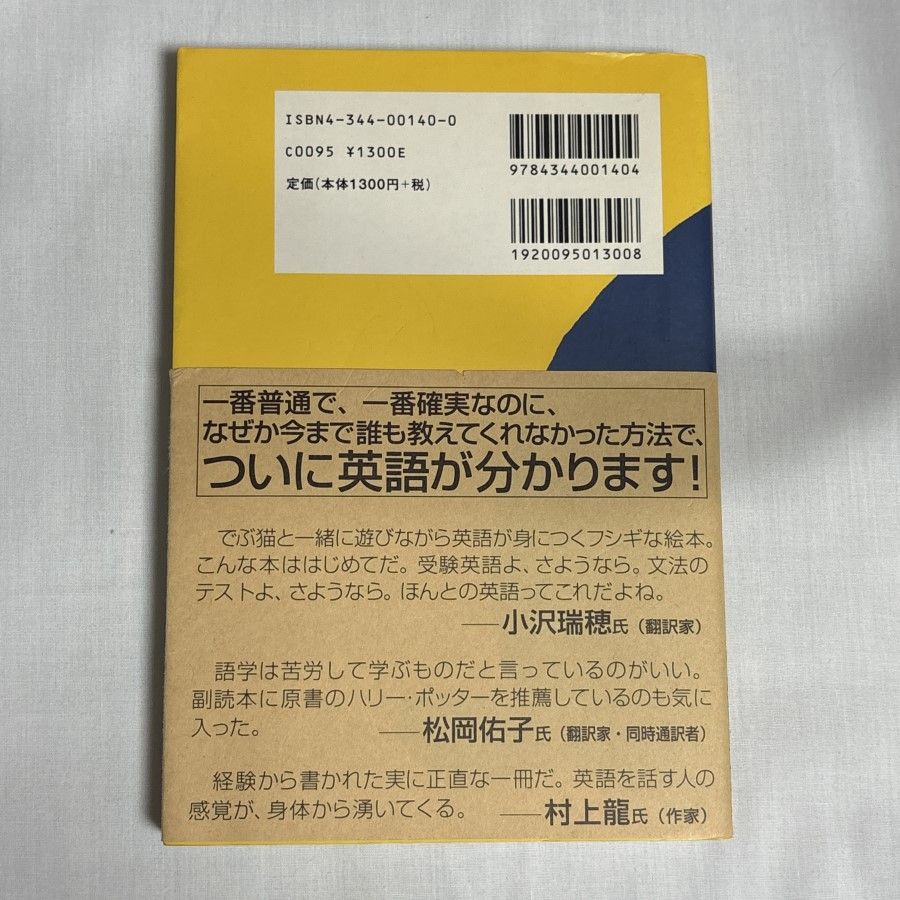 ISBN4-344-00140-0
C0095 ¥1300E
定価(本体1300円+税)
9784344001404
1920095013008
一番普通で、一番確実なのに、
なぜか今まで誰も教えてくれなかった方法で、
ついに英語が分かります!
でぶ猫と一緒に遊びながら英語が身につくフシギな絵本。
こんな本ははじめてだ。受験英語よ、さようなら。文法の
テストよ、さようなら。ほんとの英語ってこれだよね。
——小沢瑞穂氏(翻訳家)
語学は苦労して学ぶものだと言っているのがいい。
副読本に原書のハリー・ポッターを推薦しているのも気に
入った。 ——松岡佑子氏(翻訳家・同時通訳者)
経験から書かれた実に正直な一冊だ。英語を話す人の
感覚が、身体から湧いてくる。 ——村上龍氏(作家)